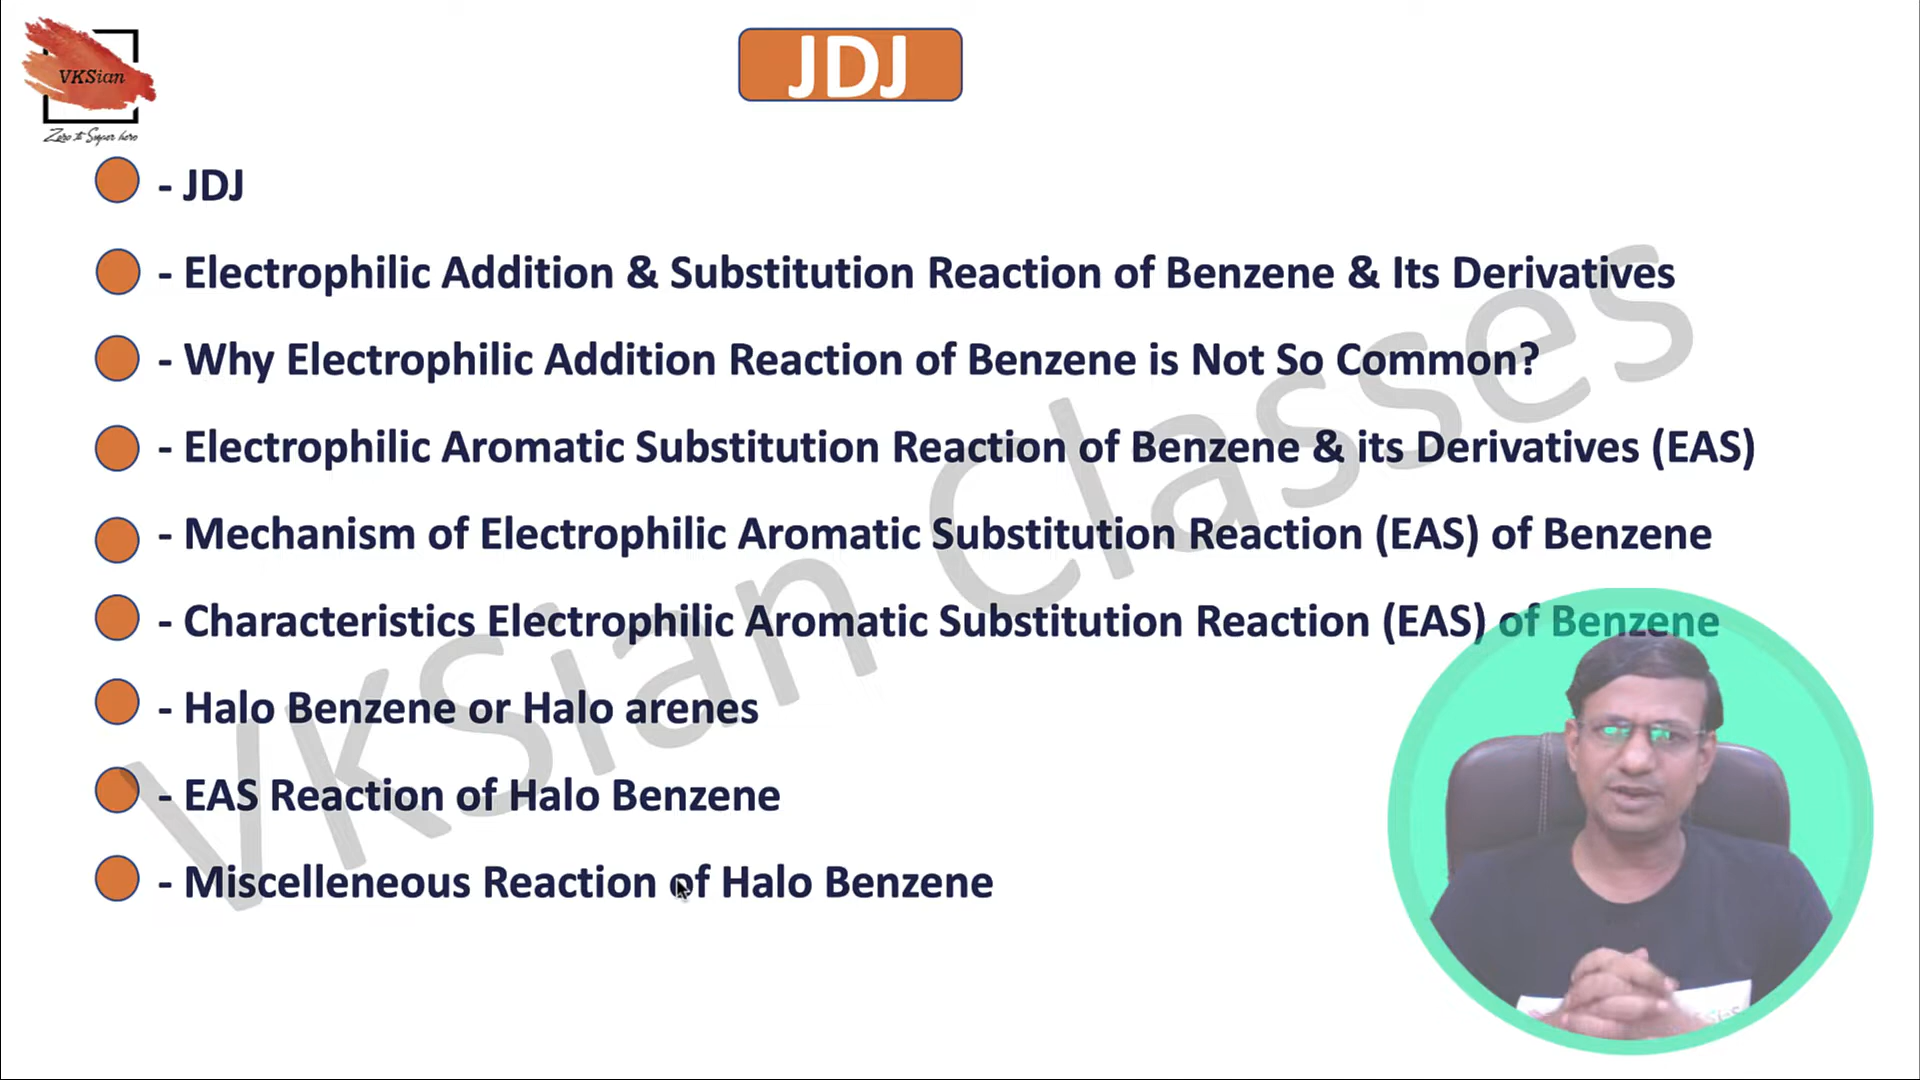 VKSian
Zero to Super hero
JDJ
- JDJ
- Electrophilic Addition & Substitution Reaction of Benzene & Its Derivatives
- Why Electrophilic Addition Reaction of Benzene is Not So Common?
- Electrophilic Aromatic Substitution Reaction of Benzene & its Derivatives (EAS)
- Mechanism of Electrophilic Aromatic Substitution Reaction (EAS) of Benzene
- Characteristics Electrophilic Aromatic Substitution Reaction (EAS) of Benzene
- Halo Benzene or Halo arenes
- EAS Reaction of Halo Benzene
- Miscelleneous Reaction of Halo Benzene
VKSian Classes